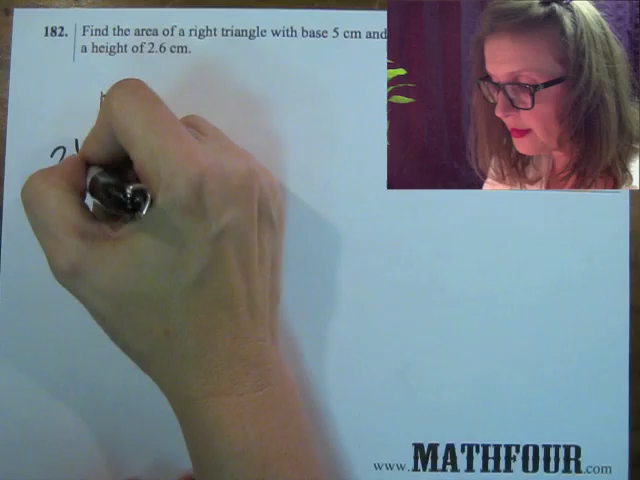 182. Find the area of a right triangle with base 5 cm and
a height of 2.6 cm.
2
www.MATHFOUR.com